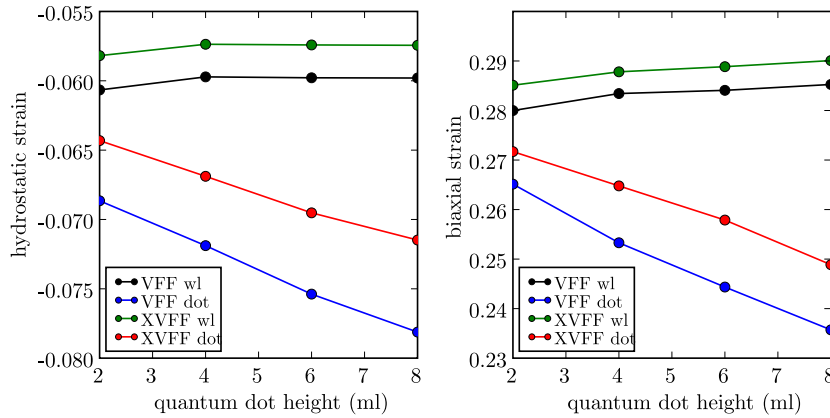 -0.055
-0.060
-0.065
-0.070
-0.075
-0.080
hydrostatic strain
2 3 4 5 6 7 8
quantum dot height (ml)
VFF wl
VFF dot
XVFF wl
XVFF dot
0.29
0.28
0.27
0.26
0.25
0.24
0.23
biaxial strain
2 3 4 5 6 7 8
quantum dot height (ml)
VFF wl
VFF dot
XVFF wl
XVFF dot